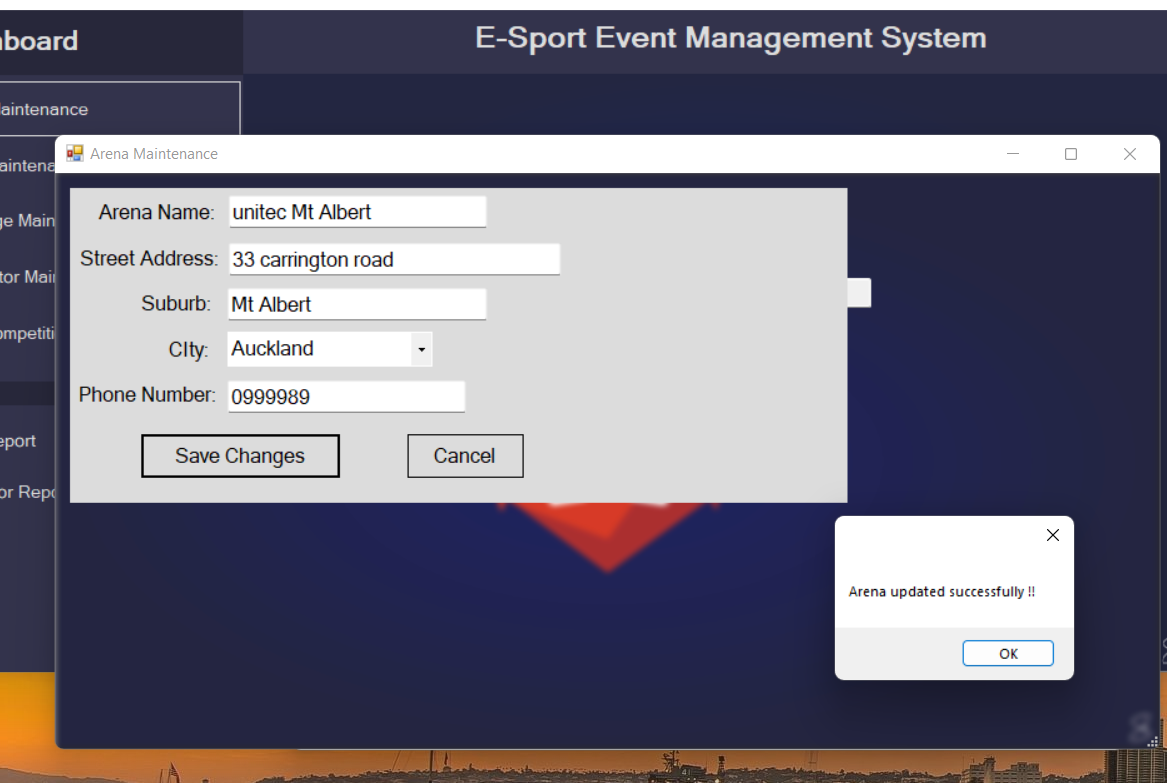 board
E-Sport Event Management System
aintenance
Arena Maintenance
aintena
Arena Name: unitec Mt Albert
ge Main
Street Address: 33 carrington road
tor Mai
Suburb: Mt Albert
ompetiti
CIty: Auckland
Phone Number: 0999989
eport
Save Changes Cancel
or Repo
Arena updated successfully !!
OK